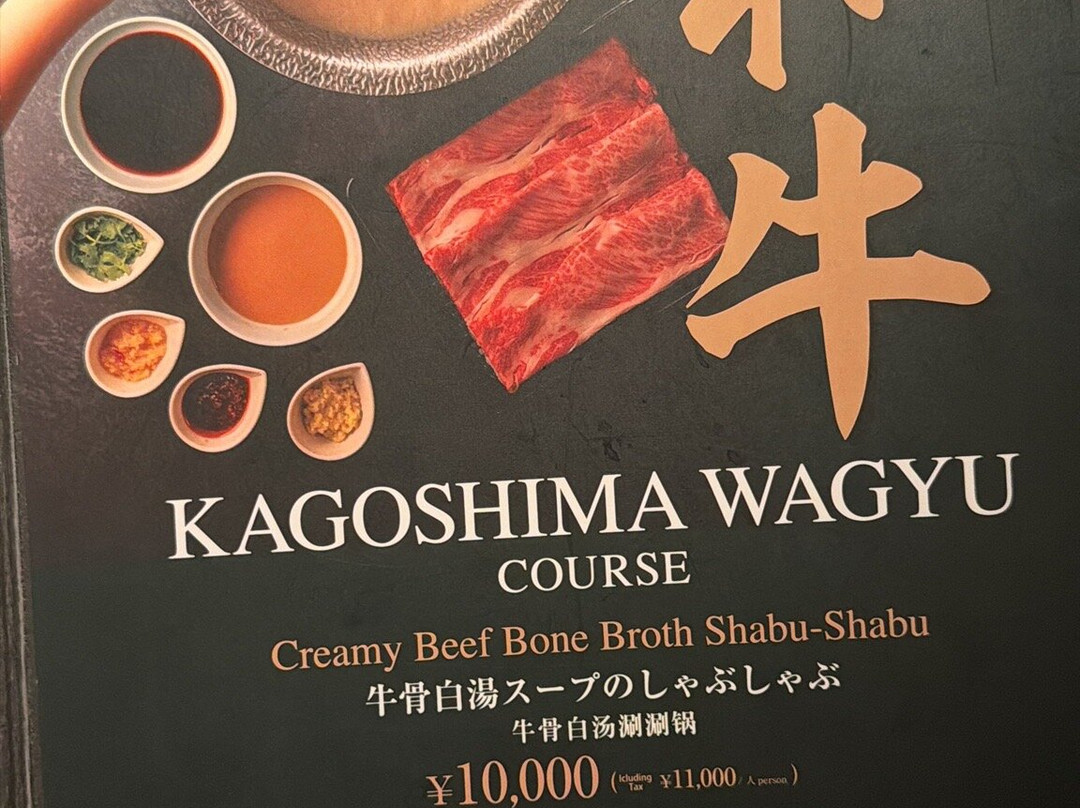 牛
KAGOSHIMA WAGYU
COURSE
Creamy Beef Bone Broth Shabu-Shabu
牛骨白湯スープのしゃぶしゃぶ
牛骨白汤涮涮锅
¥10,000 (Icluding Tax ¥11,000 / 人 person)